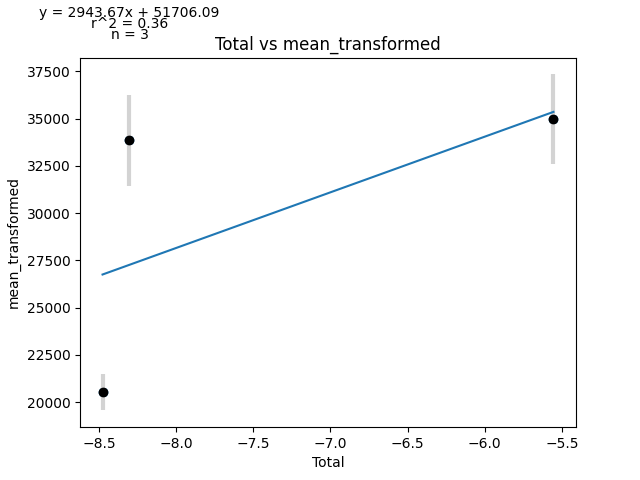 y = 2943.67x + 51706.09
r^2 = 0.36
n = 3
Total vs mean_transformed
mean_transformed
37500
35000
32500
30000
27500
25000
22500
20000
−8.5
−8.0
−7.5
−7.0
−6.5
−6.0
−5.5
Total